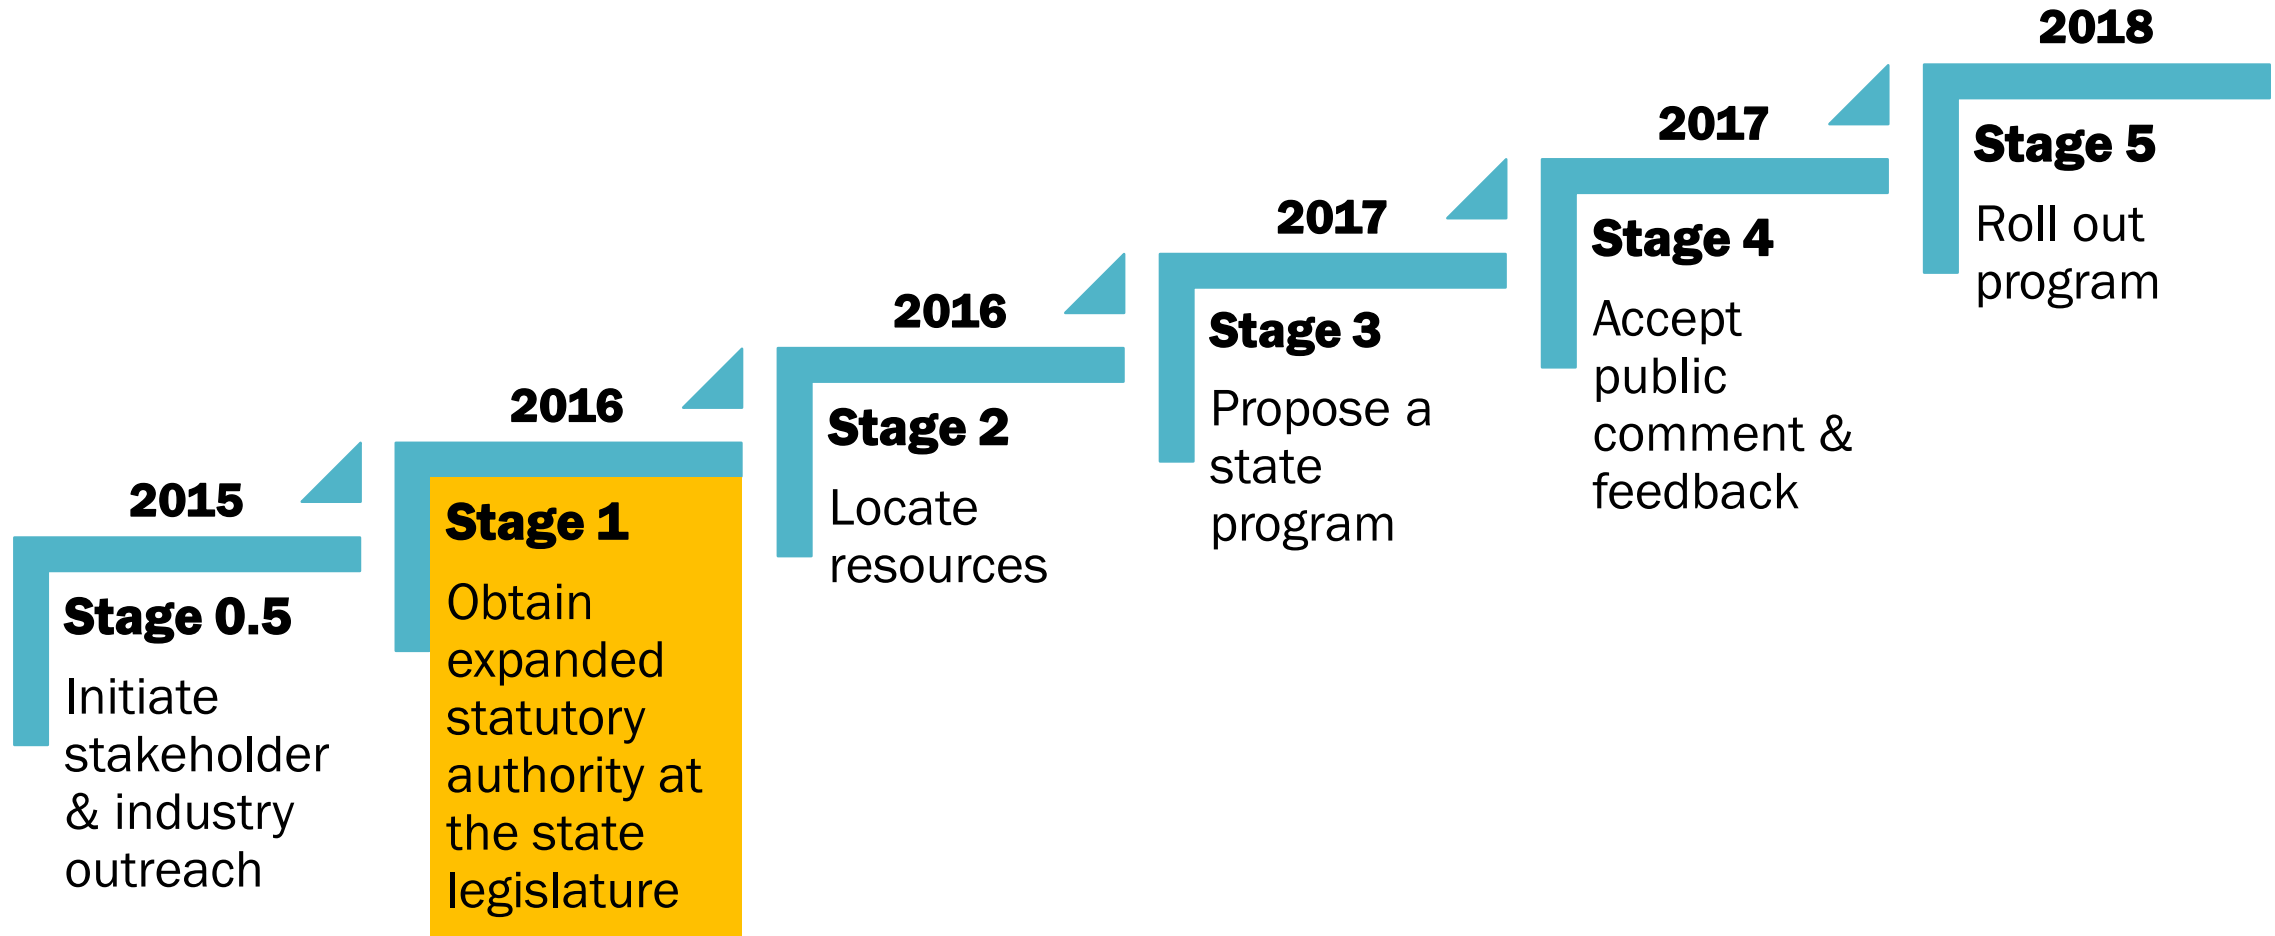 2015
Stage 0.5
Initiate
stakeholder
& industry
outreach
2016
Stage 1
Obtain
expanded
statutory
authority at
the state
legislature
2016
Stage 2
Locate
resources
2017
Stage 3
Propose a
state
program
2017
Stage 4
Accept
public
comment &
feedback
2018
Stage 5
Roll out
program